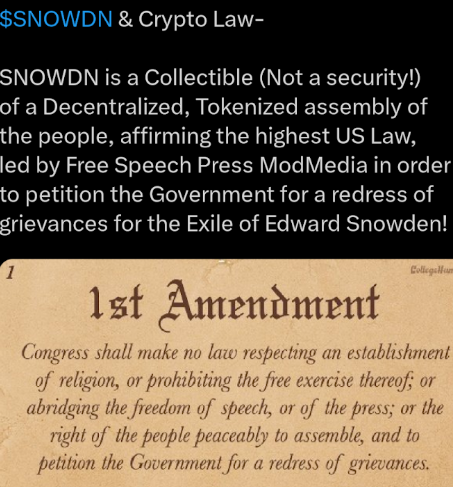 $SNOWDN & Crypto Law-
SNOWDN is a Collectible (Not a security!)
of a Decentralized, Tokenized assembly of
the people, affirming the highest US Law,
led by Free Speech Press ModMedia in order
to petition the Government for a redress of
grievances for the Exile of Edward Snowden!
1
1st Amendment
Congress shall make no law respecting an establishment
of religion, or prohibiting the free exercise thereof; or
abridging the freedom of speech, or of the press; or the
right of the people peaceably to assemble, and to
petition the Government for a redress of grievances.